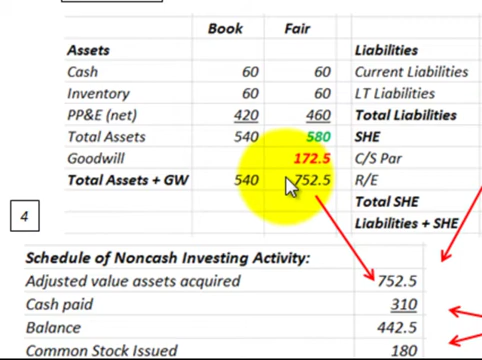 Book Fair
Assets Liabilities
Cash 60 60 Current Liabilities
Inventory 60 60 LT Liabilities
PP&E (net) 420 460 Total Liabilities
Total Assets 540 580 SHE
Goodwill 172.5 C/S Par
Total Assets + GW 540 752.5 R/E
Total SHE
Liabilities + SHE
4
Schedule of Noncash Investing Activity:
Adjusted value assets acquired 752.5
Cash paid 310
Balance 442.5
Common Stock Issued 180